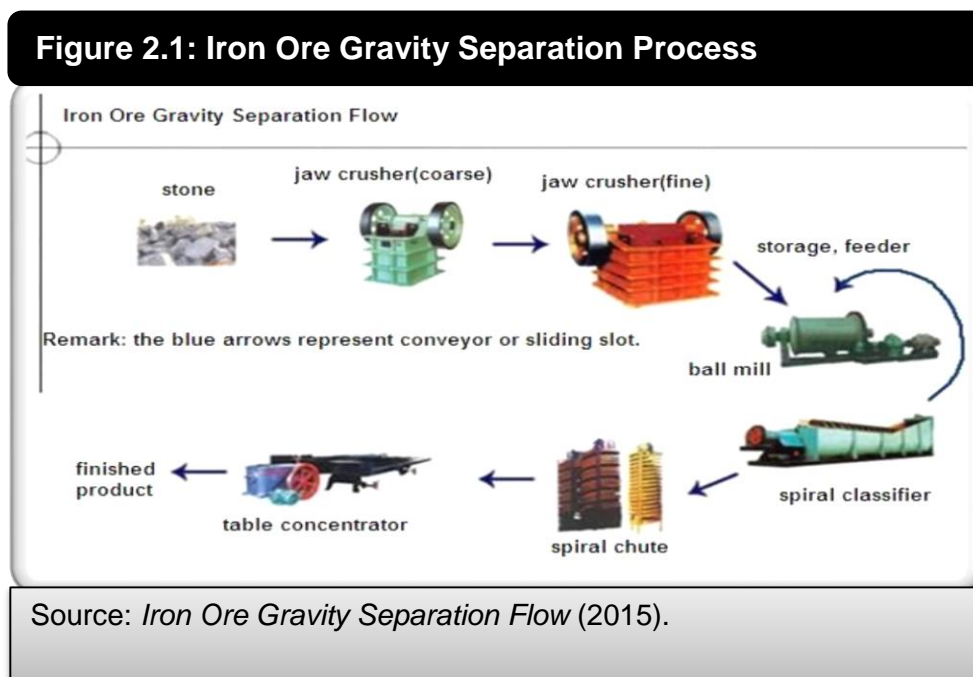 Figure 2.1: Iron Ore Gravity Separation Process
Iron Ore Gravity Separation Flow
stone
jaw crusher(coarse)
jaw crusher(fine)
storage, feeder
Remark: the blue arrows represent conveyor or sliding slot.
ball mill
spiral classifier
spiral chute
table concentrator
finished
product
Source: Iron Ore Gravity Separation Flow (2015).